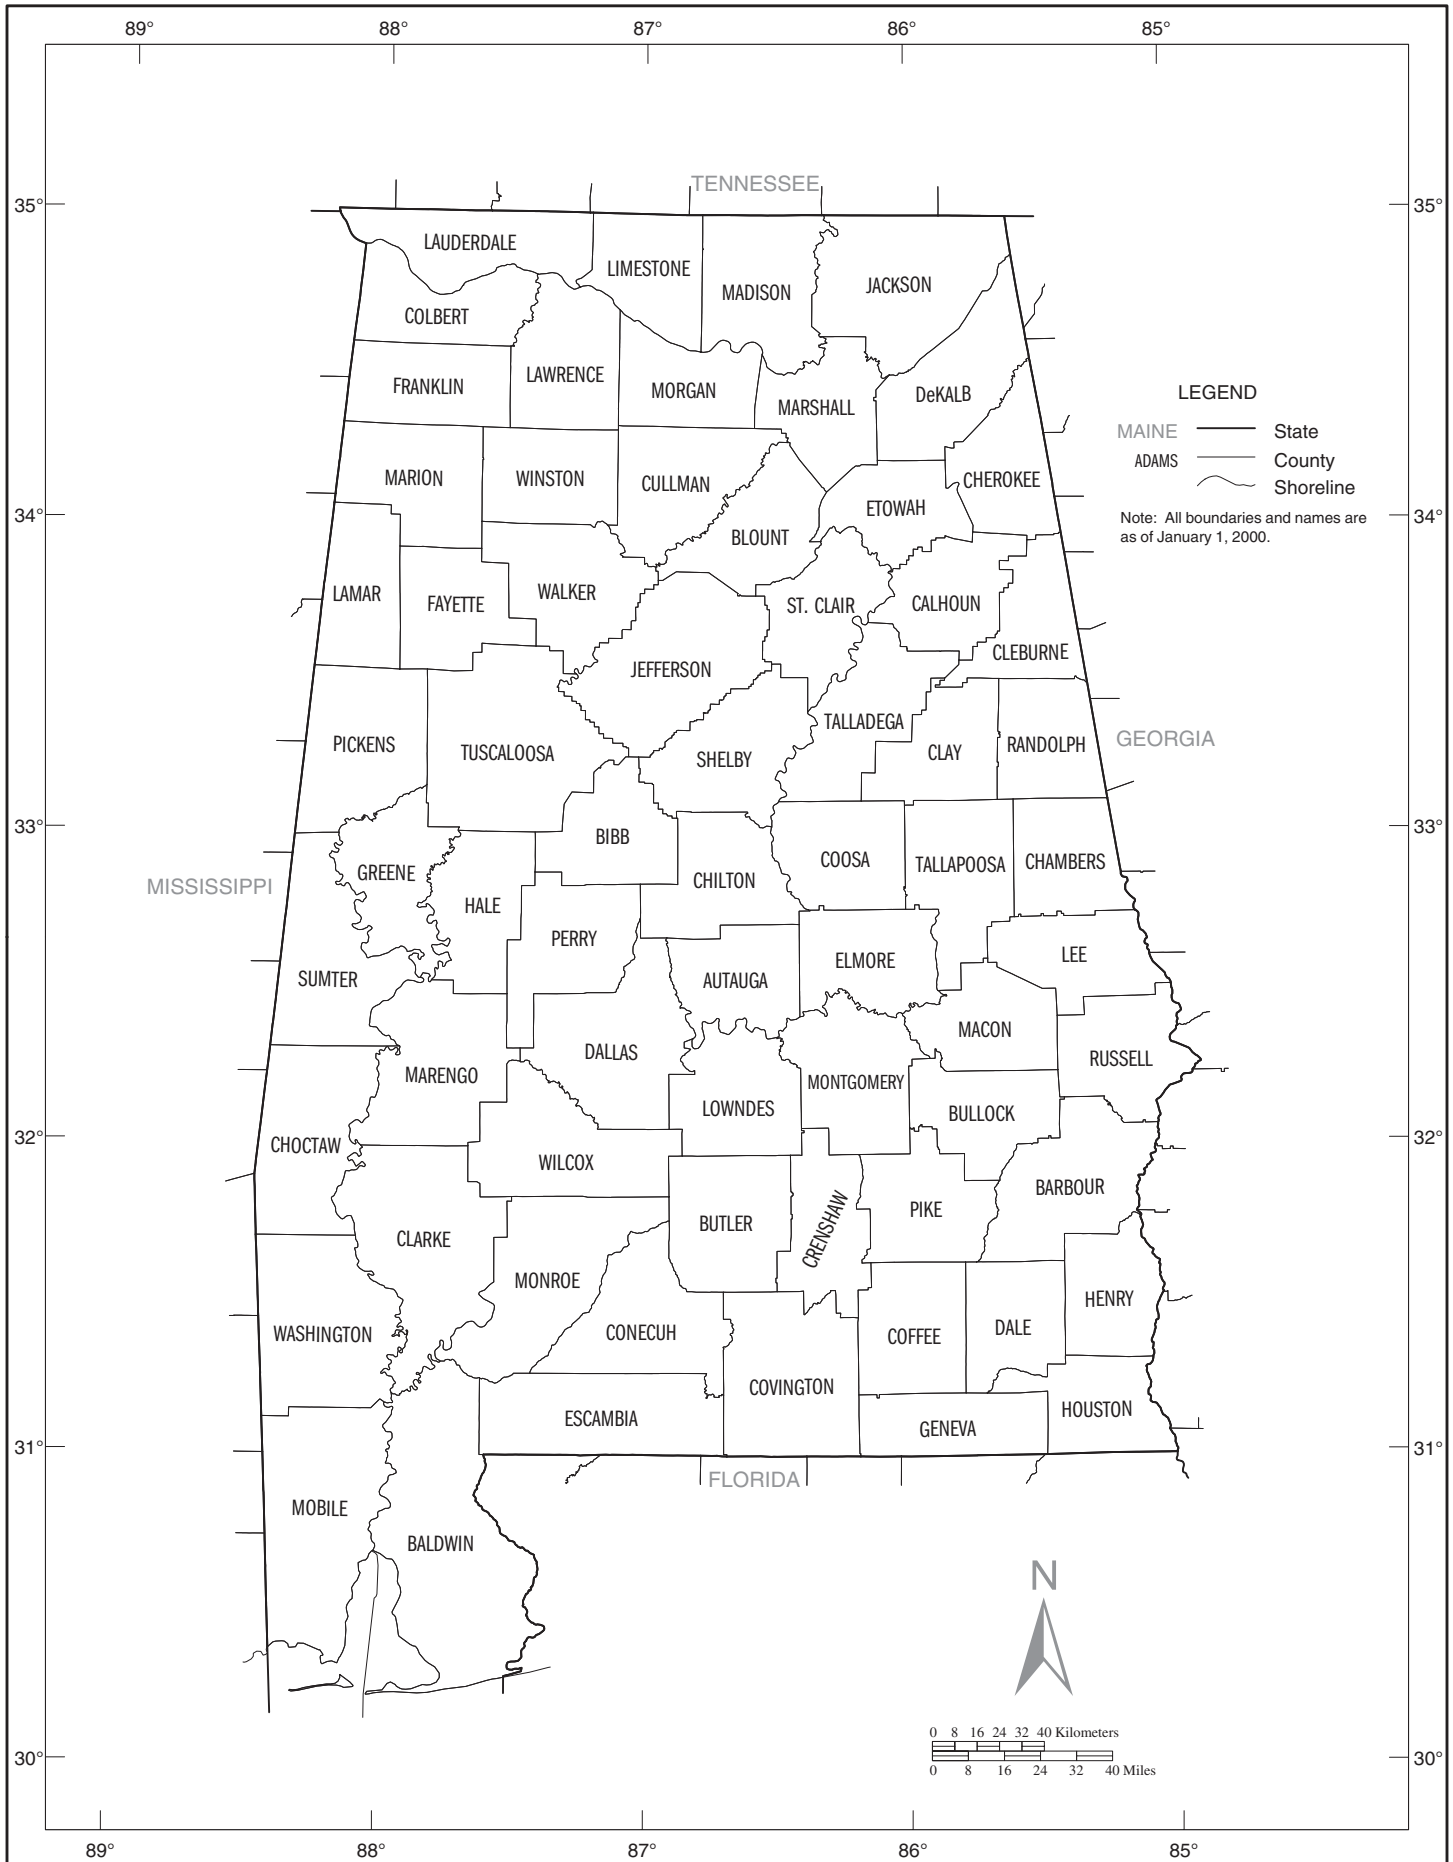 89° 88° 87° 86° 85°
TENNESSEE
35° 35°
LAUDERDALE
LIMESTONE
MADISON
JACKSON
COLBERT
LAWRENCE
FRANKLIN
MORGAN
MARSHALL
DeKALB
LEGEND
MAINE State
ADAMS County
Shoreline
Note: All boundaries and names are
as of January 1, 2000.
MARION
WINSTON
CULLMAN
CHEROKEE
ETOWAH
34° 34°
BLOUNT
LAMAR
FAYETTE
WALKER
ST. CLAIR
CALHOUN
CLEBURNE
JEFFERSON
TALLADEGA
PICKENS
TUSCALOOSA
SHELBY
CLAY
RANDOLPH
GEORGIA
33° 33°
BIBB
COOSA
TALLAPOOSA
CHAMBERS
MISSISSIPPI
GREENE
CHILTON
HALE
PERRY
LEE
ELMORE
SUMTER
AUTAUGA
MACON
DALLAS
RUSSELL
MARENGO
MONTGOMERY
LOWNDES
BULLOCK
32° 32°
CHOCTAW
WILCOX
BARBOUR
PIKE
BUTLER
CRENSHAW
CLARKE
MONROE
HENRY
WASHINGTON
CONECUH
COFFEE
DALE
COVINGTON
HOUSTON
ESCAMBIA
GENEVA
31° 31°
FLORIDA
MOBILE
BALDWIN
N
0 8 16 24 32 40 Kilometers
0 8 16 24 32 40 Miles
30° 30°
89° 88° 87° 86° 85°